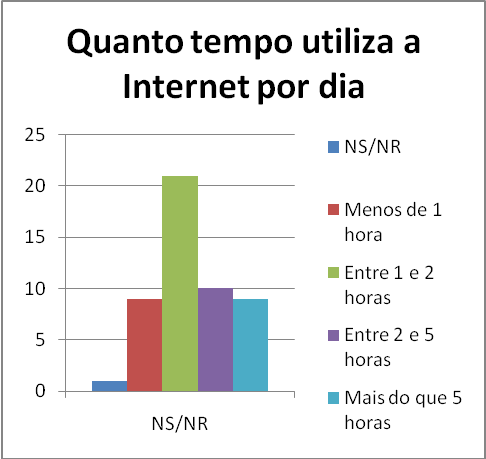 Quanto tempo utiliza a
Internet por dia
25
20
15
10
5
0
NS/NR
NS/NR
Menos de 1
hora
Entre 1 e 2
horas
Entre 2 e 5
horas
Mais do que 5
horas